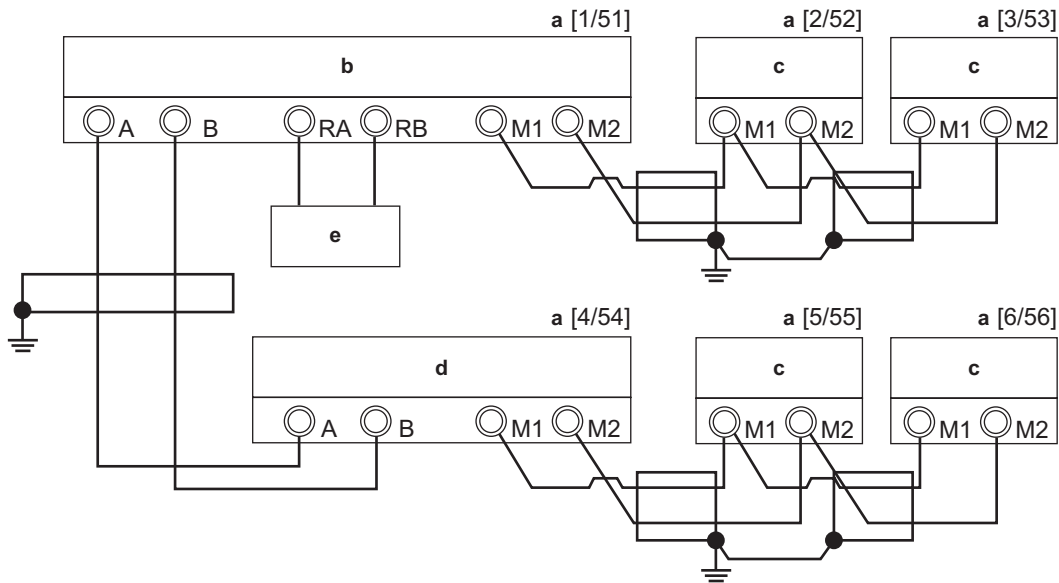 a [1/51] a [2/52] a [3/53]
b c c
A B RA RB M1 M2 M1 M2 M1 M2
e
a [4/54] a [5/55] a [6/56]
d c c
A B M1 M2 M1 M2 M1 M2